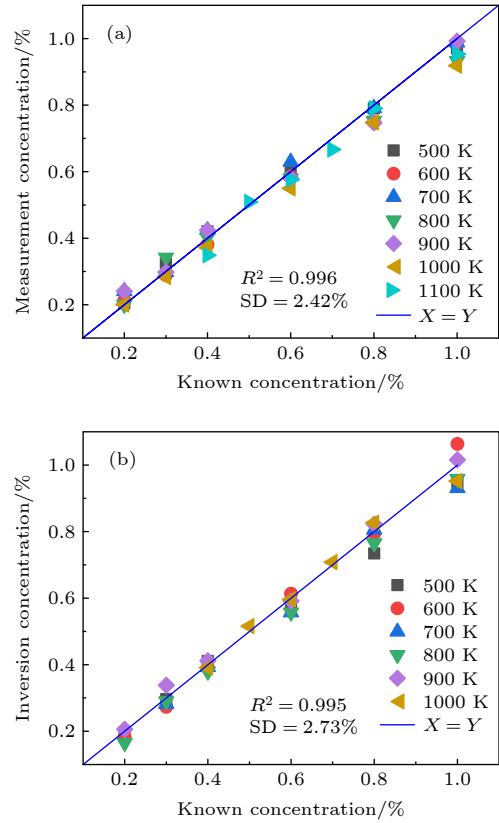 (a)
Measurement concentration/%
1.0
0.8
0.6
0.4
0.2
500 K
600 K
700 K
800 K
900 K
1000 K
1100 K
X = Y
R² = 0.996
SD = 2.42%
0.2 0.4 0.6 0.8 1.0
Known concentration/%
(b)
Inversion concentration/%
1.0
0.8
0.6
0.4
0.2
500 K
600 K
700 K
800 K
900 K
1000 K
X = Y
R² = 0.995
SD = 2.73%
0.2 0.4 0.6 0.8 1.0
Known concentration/%